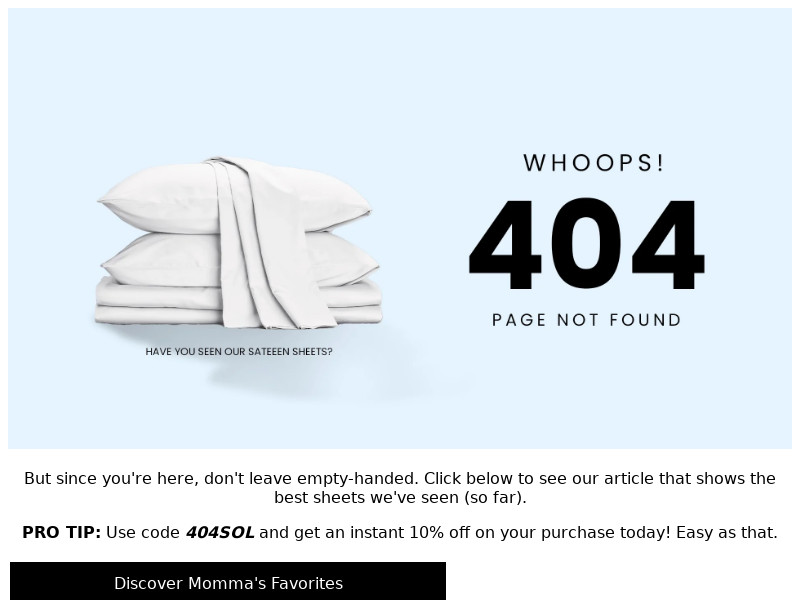 WHOOPS!
404
PAGE NOT FOUND
HAVE YOU SEEN OUR SATEEEN SHEETS?
But since you're here, don't leave empty-handed. Click below to see our article that shows the
best sheets we've seen (so far).
PRO TIP: Use code 404SOL and get an instant 10% off on your purchase today! Easy as that.
Discover Momma's Favorites